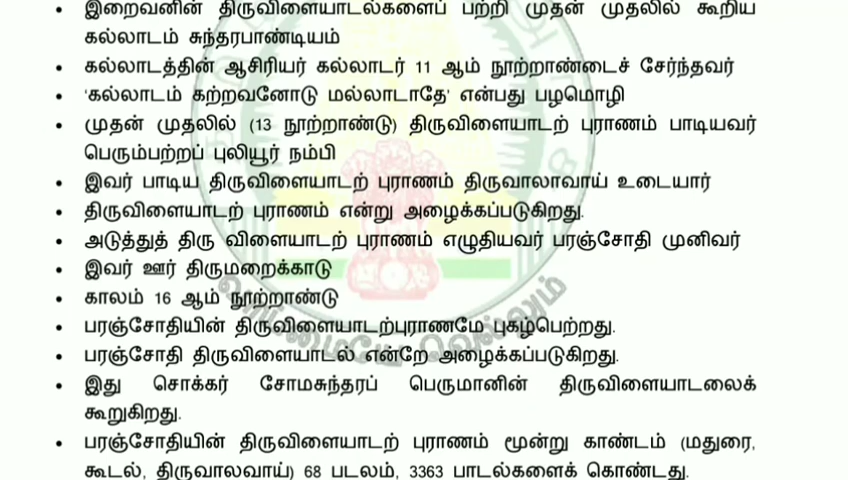 • இறைவனின் திருவிளையாடல்களைப் பற்றி முதன் முதலில் கூறிய
கல்லாடம் சுந்தரபாண்டியம்
• கல்லாடத்தின் ஆசிரியர் கல்லாடர் 11 ஆம் நூற்றாண்டைச் சேர்ந்தவர்
• ‘கல்லாடம் கற்றவனோடு மல்லாடாதே’ என்பது பழமொழி
• முதன் முதலில் (13 நூற்றாண்டு) திருவிளையாடற் புராணம் பாடியவர்
பெரும்பற்றப் புலியூர் நம்பி
• இவர் பாடிய திருவிளையாடற் புராணம் திருவாலாவாய் உடையார்
• திருவிளையாடற் புராணம் என்று அழைக்கப்படுகிறது.
• அடுத்துத் திரு விளையாடற் புராணம் எழுதியவர் பரஞ்சோதி முனிவர்
• இவர் ஊர் திருமறைக்காடு
• காலம் 16 ஆம் நூற்றாண்டு
• பரஞ்சோதியின் திருவிளையாடற்புராணமே புகழ்பெற்றது.
• பரஞ்சோதி திருவிளையாடல் என்றே அழைக்கப்படுகிறது.
• இது சொக்கர் சோமசுந்தரப் பெருமானின் திருவிளையாடலைக்
கூறுகிறது.
• பரஞ்சோதியின் திருவிளையாடற் புராணம் மூன்று காண்டம் (மதுரை,
கூடல், திருவாலவாய்) 68 படலம், 3363 பாடல்களைக் கொண்டது.
வாய்மையே வெல்லும்